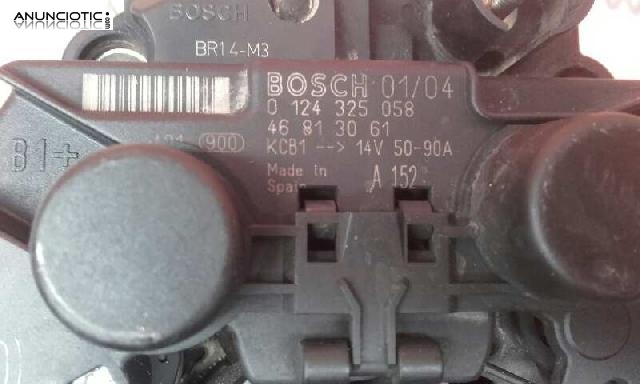 ANUNCIOTIC
BOSCH
BR14-M3
BOSCH 01/04
0 124 325 058
46 81 30 61
900
KCB1 --> 14V 50-90A
Made in
Spain
A 152
B1+